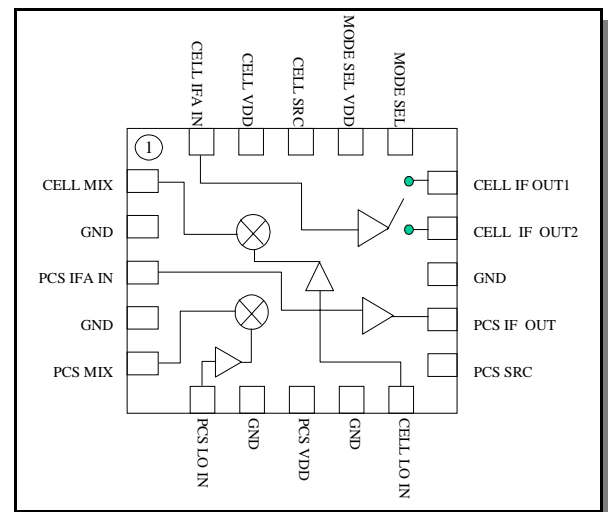 CELL IFA IN
CELL VDD
CELL SRC
MODE SEL VDD
MODE SEL
1
CELL MIX
GND
PCS IFA IN
GND
PCS MIX
CELL IF OUT1
CELL IF OUT2
GND
PCS IF OUT
PCS SRC
PCS LO IN
GND
PCS VDD
GND
CELL LO IN